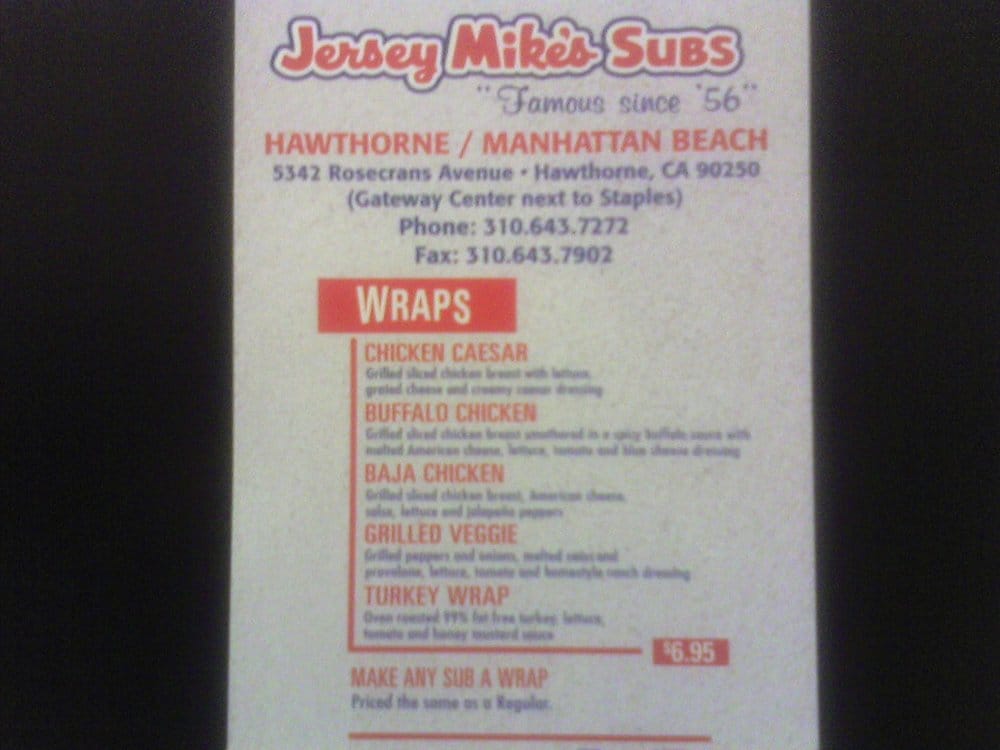 Jersey Mike's Subs
"Famous since '56"
HAWTHORNE / MANHATTAN BEACH
5342 Rosecrans Avenue • Hawthorne, CA 90250
(Gateway Center next to Staples)
Phone: 310.643.7272
Fax: 310.643.7902
WRAPS
CHICKEN CAESAR
Grilled sliced chicken breast with lettuce,
grated cheese and creamy caesar dressing
BUFFALO CHICKEN
Grilled sliced chicken breast smothered in a spicy buffalo sauce with
melted American cheese, lettuce, tomato and blue cheese dressing
BAJA CHICKEN
Grilled sliced chicken breast, American cheese,
salsa, lettuce and jalapeño peppers
GRILLED VEGGIE
Grilled peppers and onions, melted swiss and
provolone, lettuce, tomato and homestyle ranch dressing
TURKEY WRAP
Oven roasted 99% fat free turkey, lettuce,
tomato and honey mustard sauce
$6.95
MAKE ANY SUB A WRAP
Priced the same as a Regular.